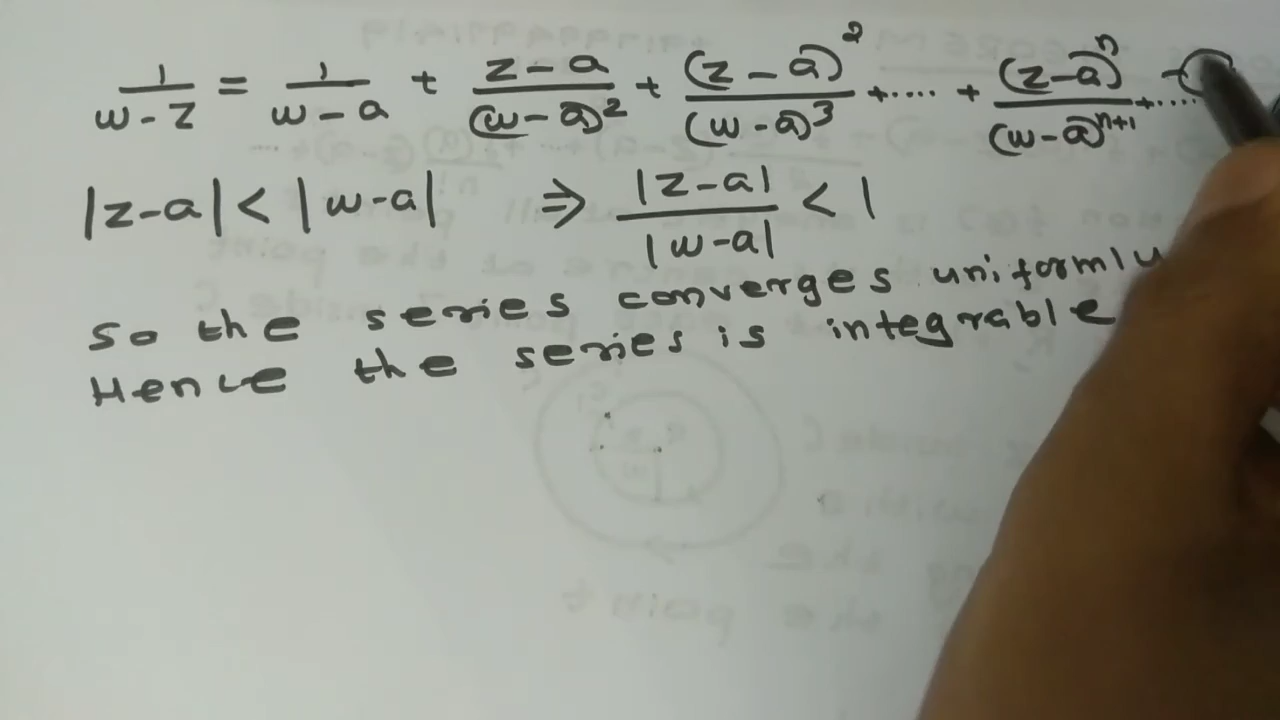 1/(w-z) = 1/(w-a) + (z-a)/(w-a)² + (z-a)²/(w-a)³ + .... + (z-a)ⁿ/(w-a)ⁿ⁺¹ + ....
|z-a| < |w-a| ⇒ |z-a|/|w-a| < 1
So the series converges uniformly
Hence the series is integrable